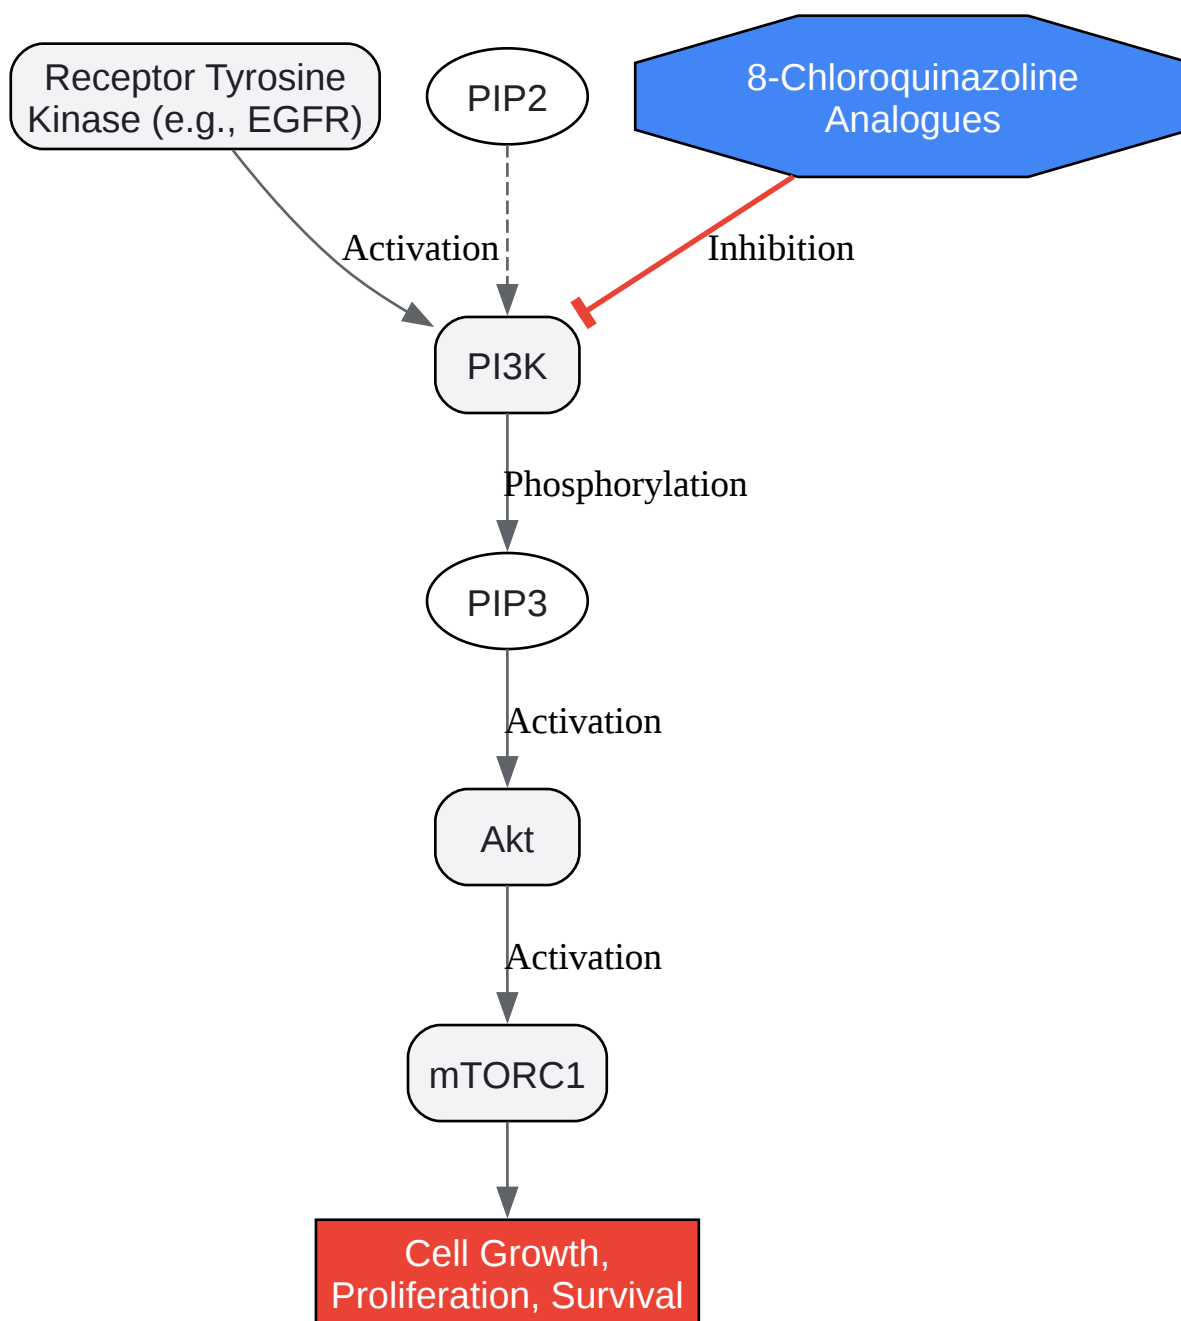 Receptor Tyrosine
Kinase (e.g., EGFR)
PIP2
8-Chloroquinazoline
Analogues
Activation
Inhibition
PI3K
Phosphorylation
PIP3
Activation
Akt
Activation
mTORC1
Cell Growth,
Proliferation, Survival